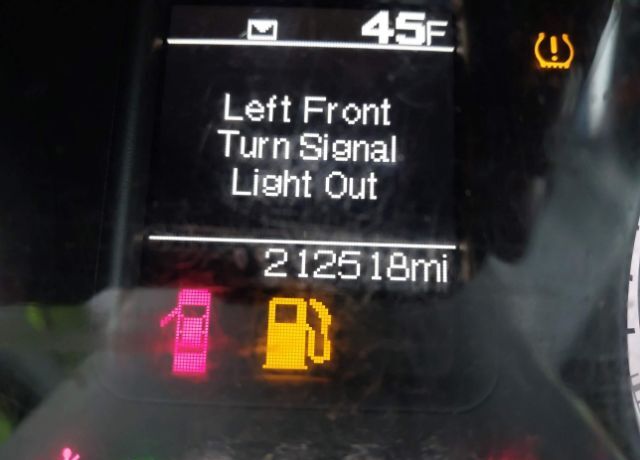 45F
Left Front
Turn Signal
Light Out
212518mi